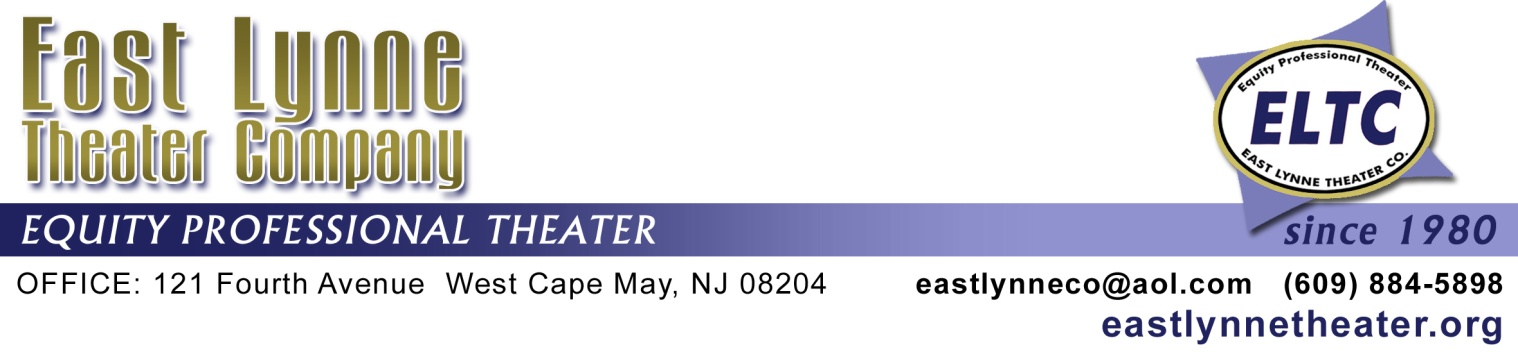 East Lynne
Theater Company
Equity Professional Theater
ELTC
EAST LYNNE THEATER CO.
EQUITY PROFESSIONAL THEATER
since 1980
OFFICE: 121 Fourth Avenue  West Cape May, NJ 08204
eastlynneco@aol.com   (609) 884-5898
eastlynnetheater.org